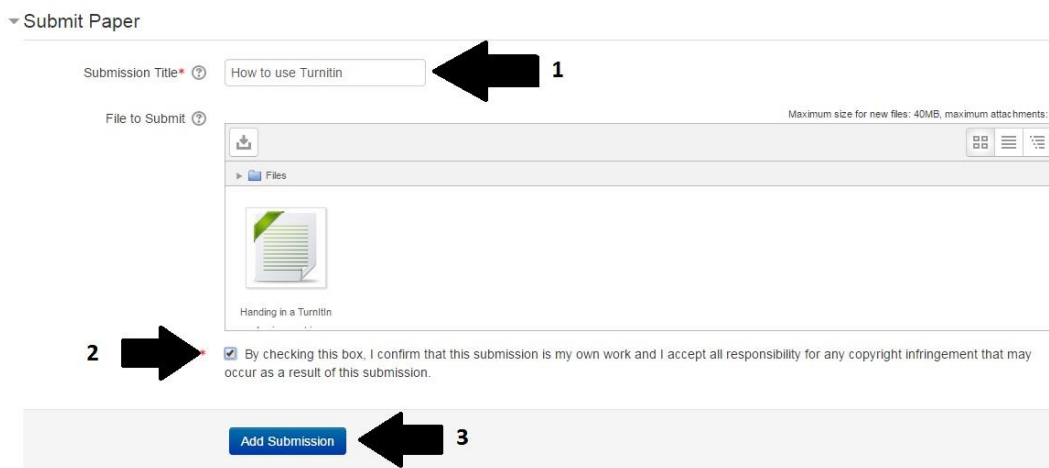 Submit Paper
Submission Title* How to use Turnitin 1
File to Submit
Maximum size for new files: 40MB, maximum attachments:
Files
Handing in a TurnItIn
2 * By checking this box, I confirm that this submission is my own work and I accept all responsibility for any copyright infringement that may
occur as a result of this submission.
Add Submission 3